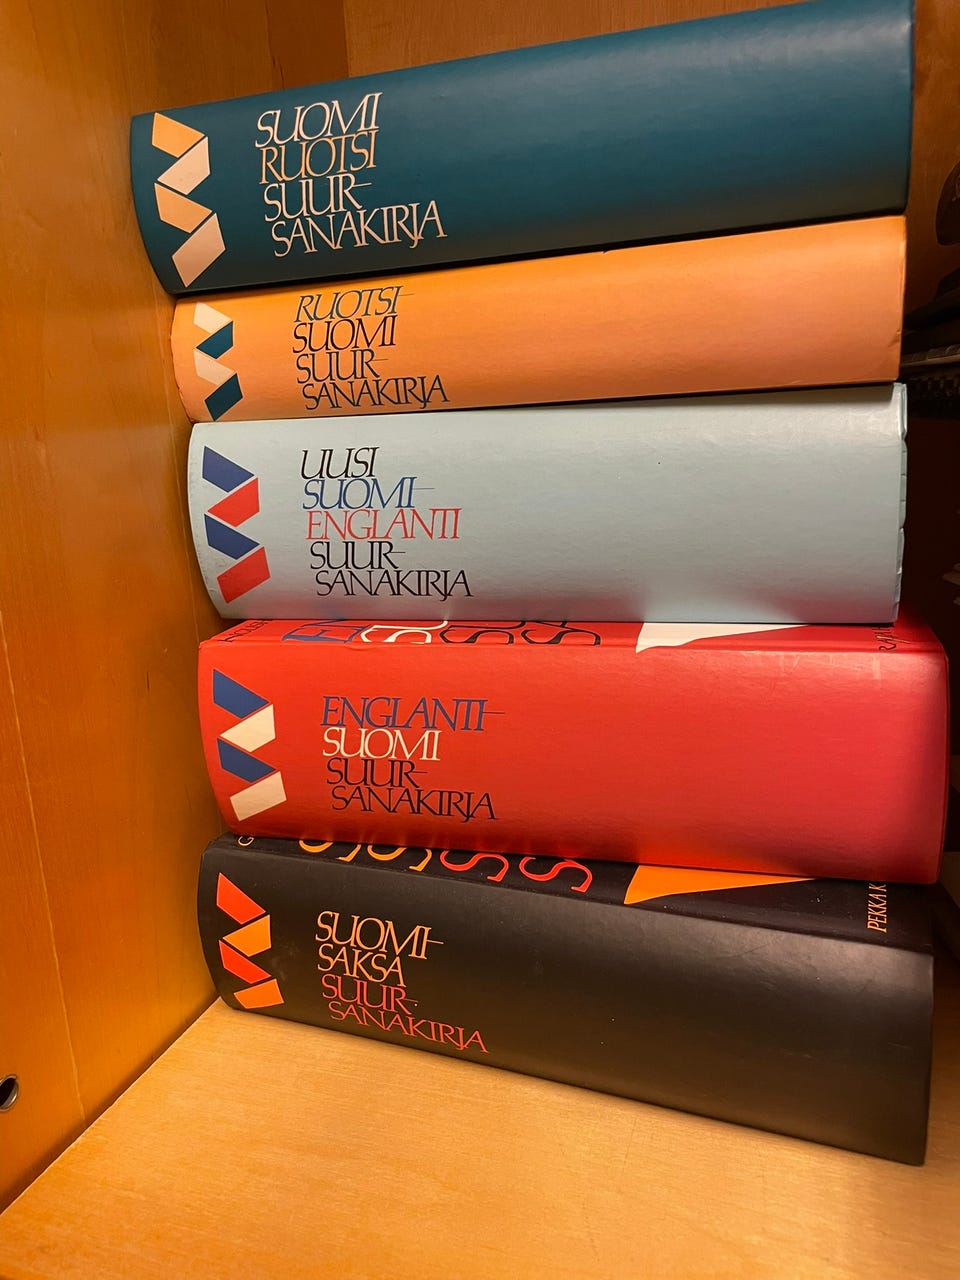 SUOMI
RUOTSI
SUUR-
SANAKIRJA
RUOTSI-
SUOMI
SUUR-
SANAKIRJA
UUSI
SUOMI-
ENGLANTI
SUUR-
SANAKIRJA
ENGLANTI-
SUOMI
SUUR-
SANAKIRJA
PEKKA K
SUOMI-
SAKSA
SUUR-
SANAKIRJA